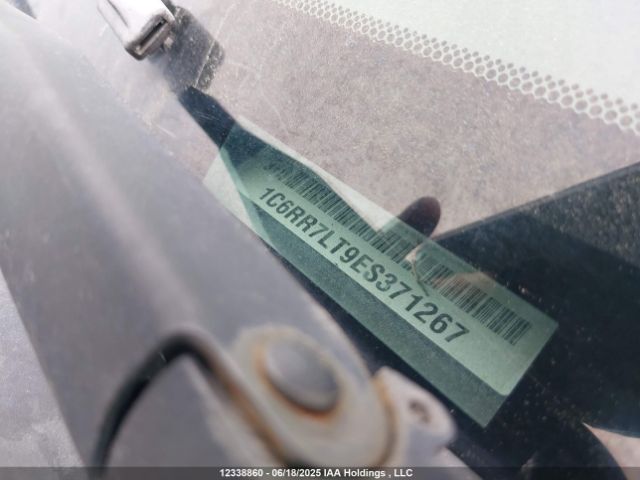 1C6RR7LT9ES371267
12338860 - 06/18/2025 IAA Holdings , LLC